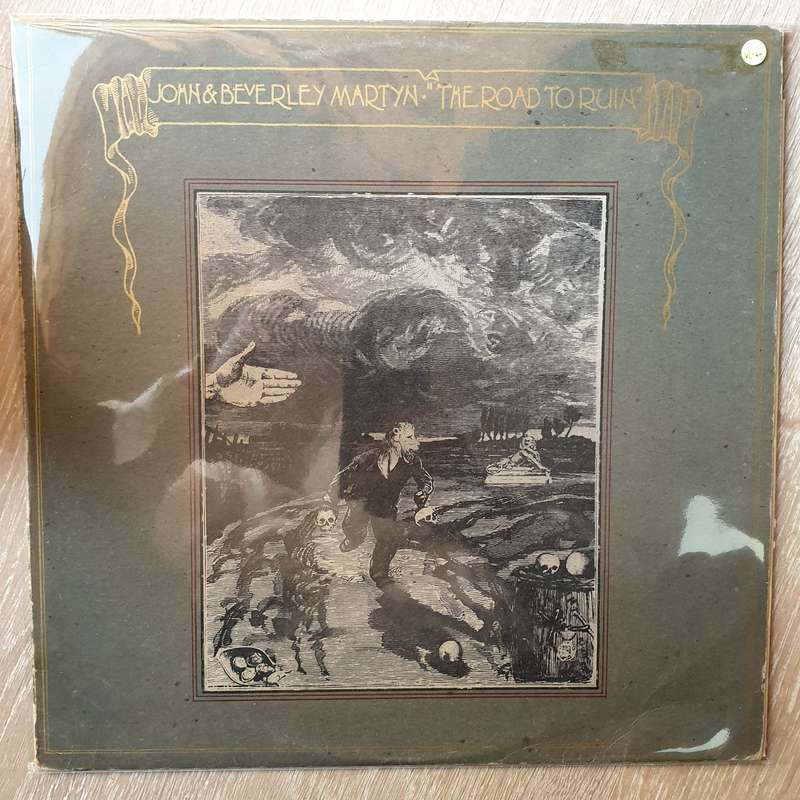 JOHN & BEVERLEY MARTYN · "THE ROAD TO RUIN"